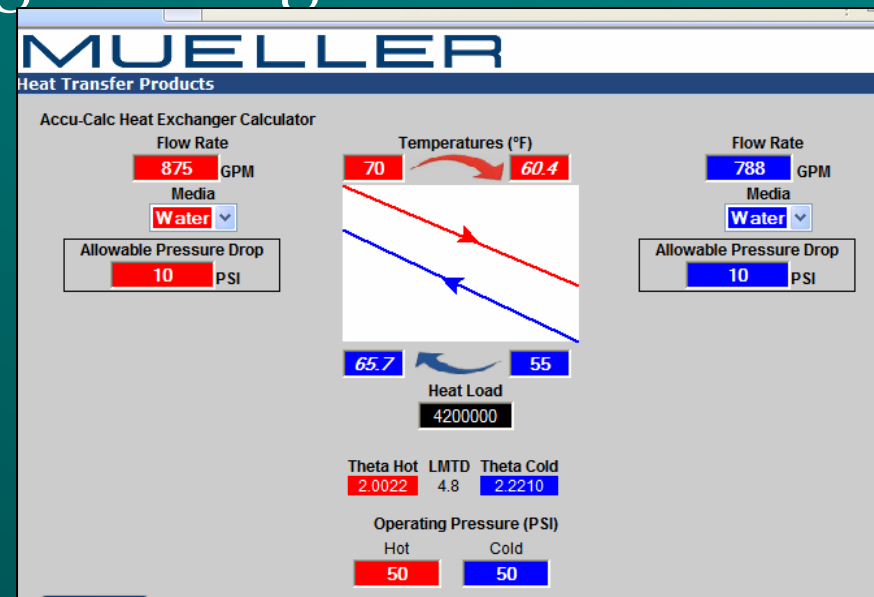 MUELLER
Heat Transfer Products
Accu-Calc Heat Exchanger Calculator
Flow Rate
875 GPM
Media
Water
Allowable Pressure Drop
10 PSI
Temperatures (°F)
70 60.4
65.7 55
Heat Load
4200000
Theta Hot LMTD Theta Cold
2.0022 4.8 2.2210
Operating Pressure (PSI)
Hot Cold
50 50
Flow Rate
788 GPM
Media
Water
Allowable Pressure Drop
10 PSI